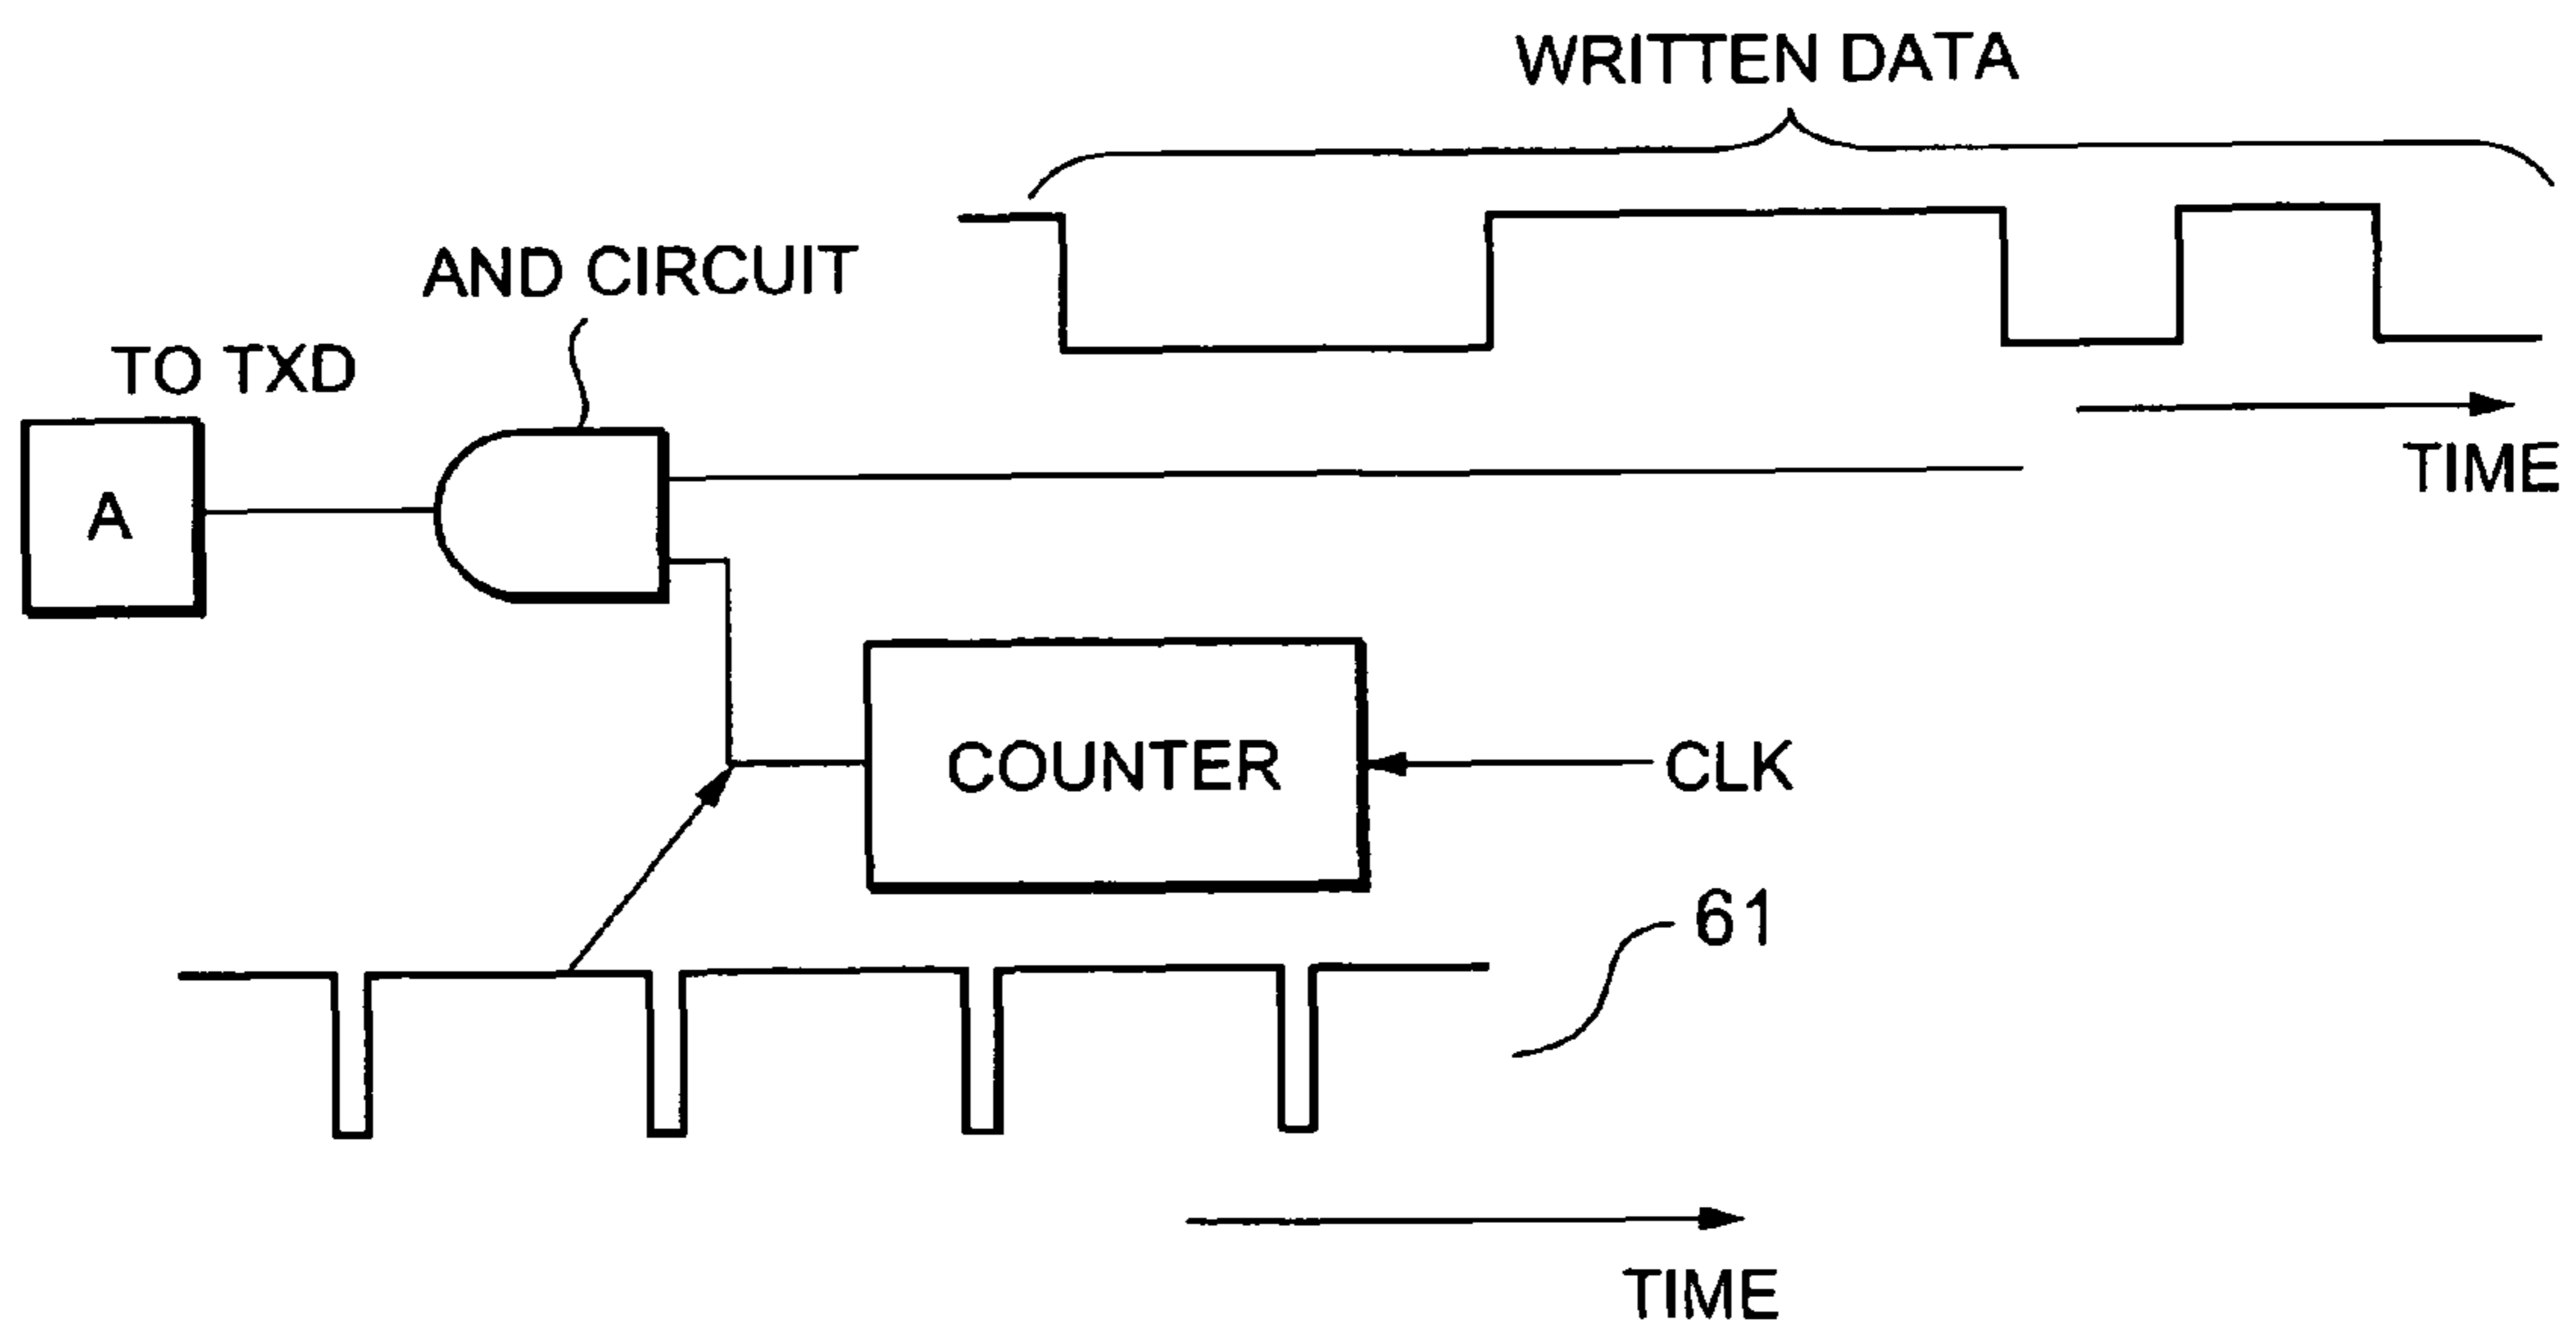 WRITTEN DATA
AND CIRCUIT
TO TXD
TIME
A
COUNTER
CLK
61
TIME